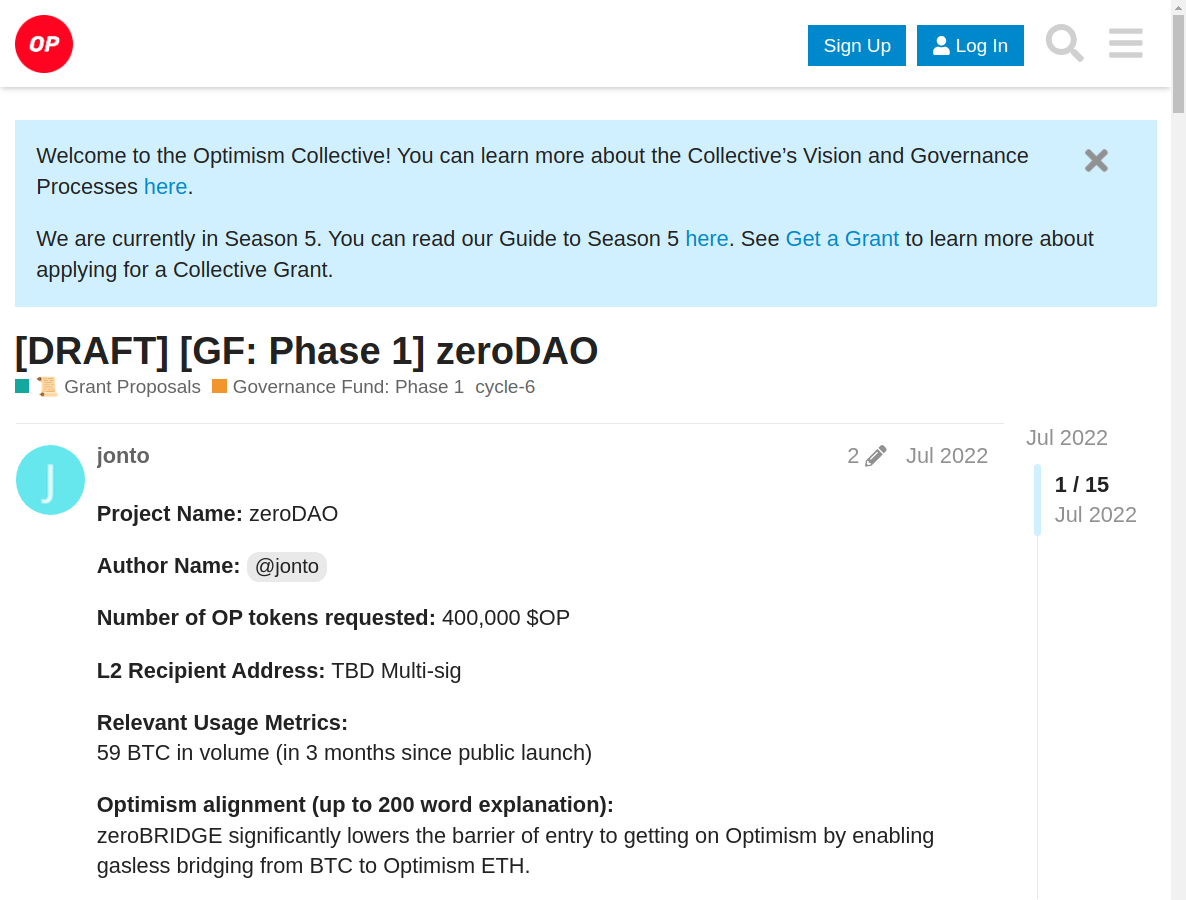 OP
Sign Up
Log In
Welcome to the Optimism Collective! You can learn more about the Collective’s Vision and Governance
Processes here.
We are currently in Season 5. You can read our Guide to Season 5 here. See Get a Grant to learn more about
applying for a Collective Grant.
[DRAFT] [GF: Phase 1] zeroDAO
📜 Grant Proposals Governance Fund: Phase 1 cycle-6
J
jonto
2
Jul 2022
Project Name: zeroDAO
Author Name: @jonto
Number of OP tokens requested: 400,000 $OP
L2 Recipient Address: TBD Multi-sig
Relevant Usage Metrics:
59 BTC in volume (in 3 months since public launch)
Optimism alignment (up to 200 word explanation):
zeroBRIDGE significantly lowers the barrier of entry to getting on Optimism by enabling
gasless bridging from BTC to Optimism ETH.
Jul 2022
1 / 15
Jul 2022